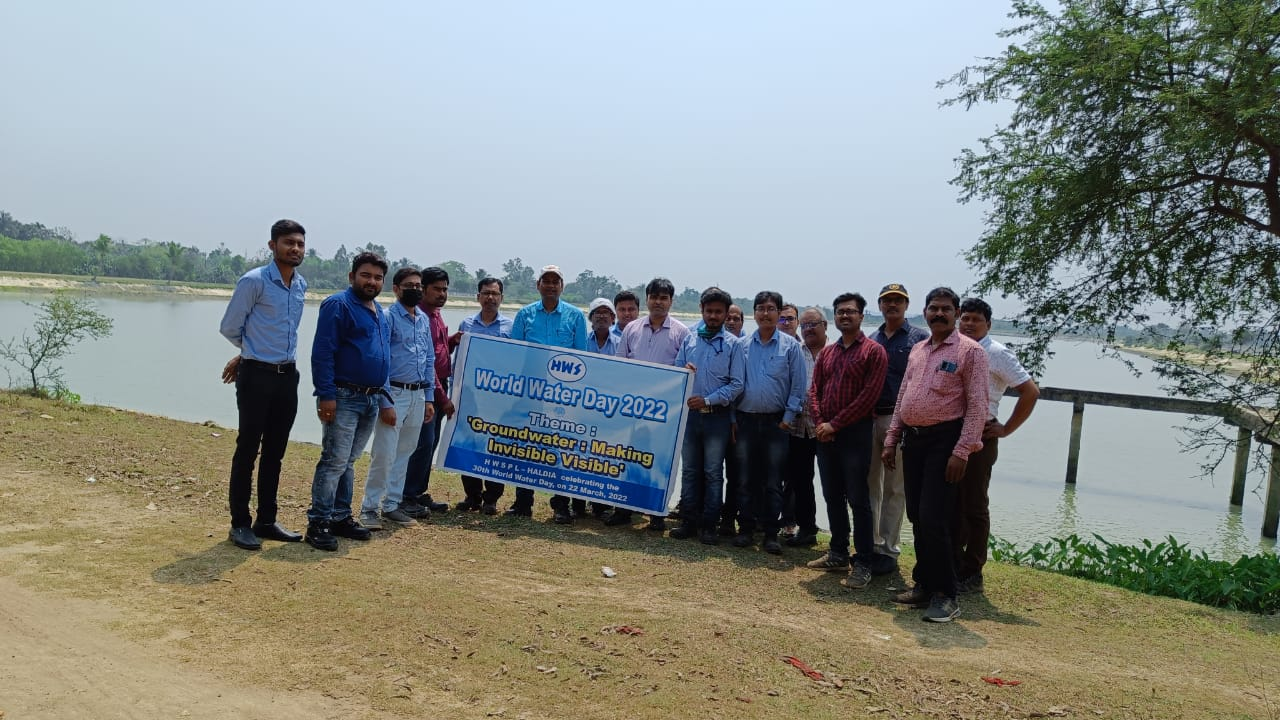 HWS
World Water Day 2022
Theme :
'Groundwater : Making
Invisible Visible'
H W S P L – HALDIA celebrating the
30th World Water Day, on 22 March, 2022